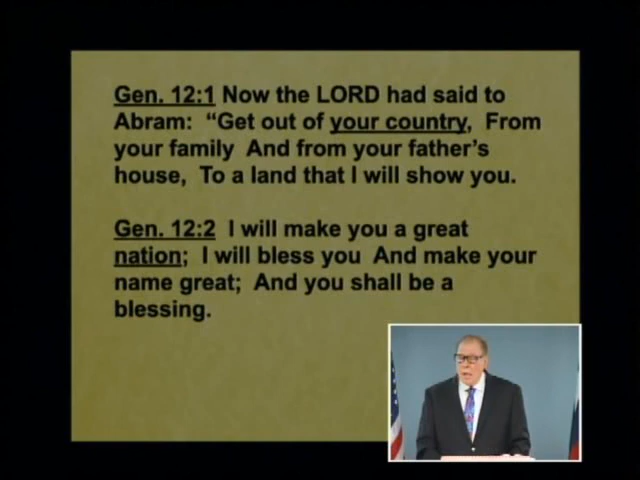 Gen. 12:1 Now the LORD had said to
Abram: “Get out of your country, From
your family And from your father’s
house, To a land that I will show you.
Gen. 12:2 I will make you a great
nation; I will bless you And make your
name great; And you shall be a
blessing.